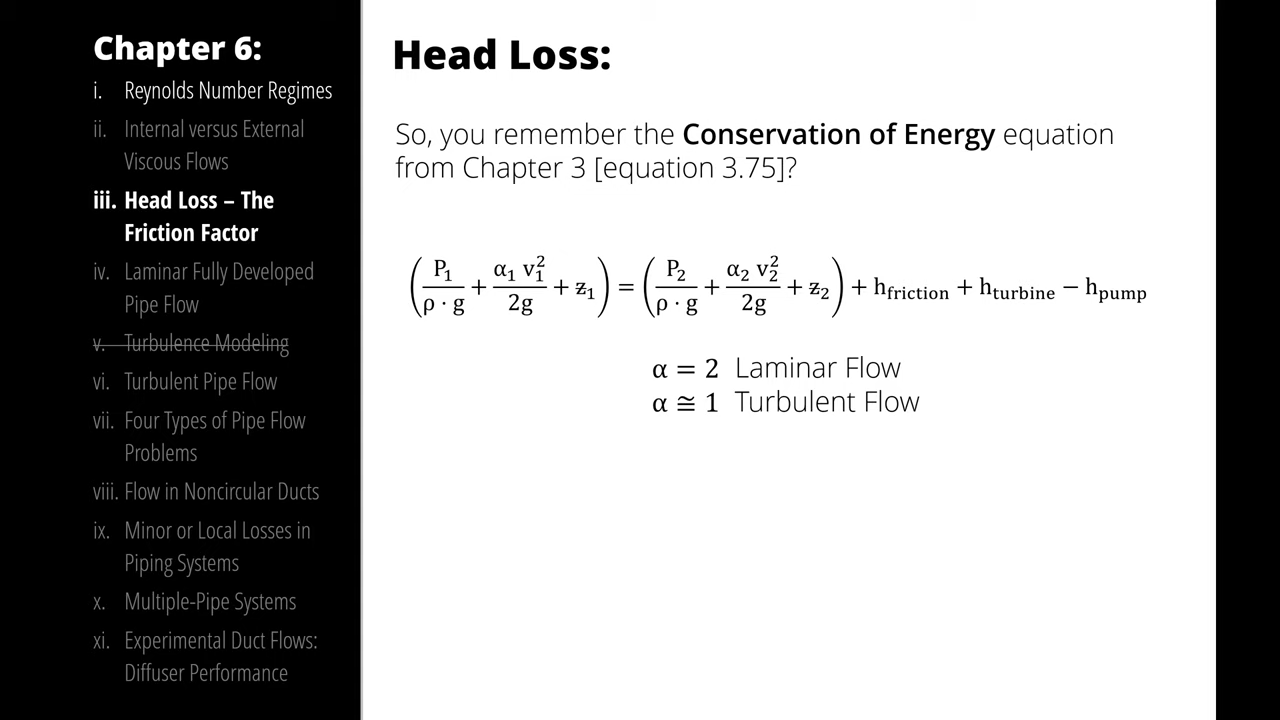 Chapter 6:
i. Reynolds Number Regimes
ii. Internal versus External
Viscous Flows
iii. Head Loss – The
Friction Factor
iv. Laminar Fully Developed
Pipe Flow
v. Turbulence Modeling
vi. Turbulent Pipe Flow
vii. Four Types of Pipe Flow
Problems
viii. Flow in Noncircular Ducts
ix. Minor or Local Losses in
Piping Systems
x. Multiple-Pipe Systems
xi. Experimental Duct Flows:
Diffuser Performance
Head Loss:
So, you remember the Conservation of Energy equation
from Chapter 3 [equation 3.75]?
(P₁/(ρ · g) + α₁ v₁²/2g + ƶ₁) = (P₂/(ρ · g) + α₂ v₂²/2g + ƶ₂) + h_friction + h_turbine − h_pump
α = 2 Laminar Flow
α ≅ 1 Turbulent Flow